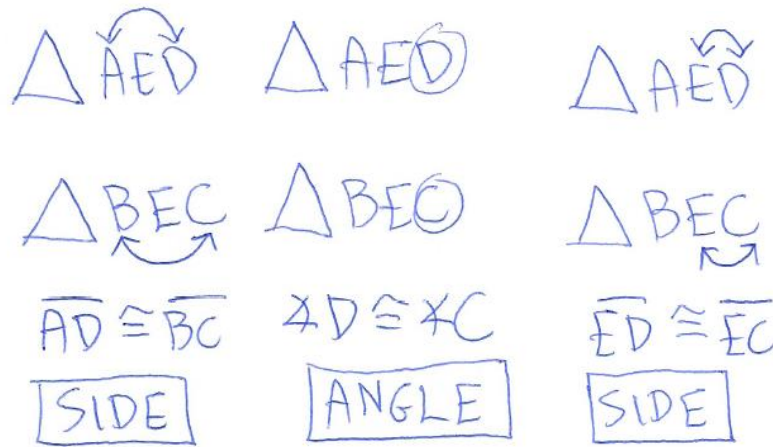 △AED △AED △AED
△BEC △BEC △BEC
AD ≅ BC ∡D ≅ ∡C ED ≅ EC
SIDE ANGLE SIDE